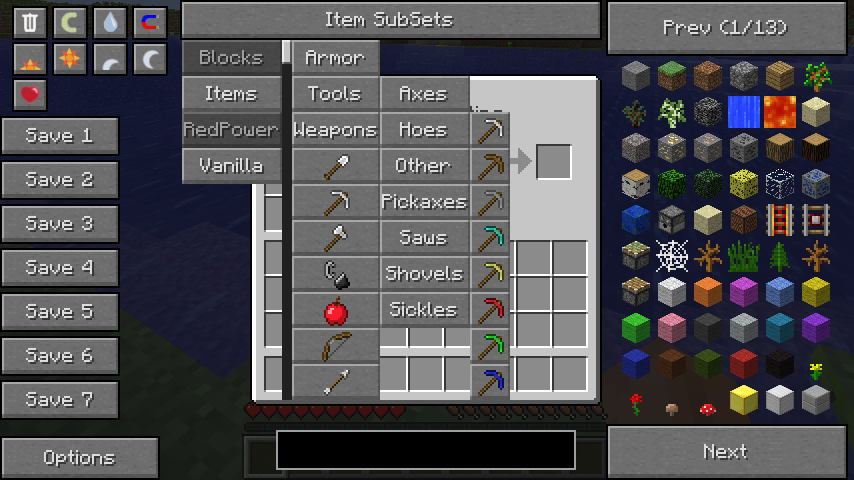 Item SubSets
Prev (1/13)
Blocks
Items
RedPower
Vanilla
Armor
Tools
Weapons
Axes
Hoes
Other
Pickaxes
Saws
Shovels
Sickles
Save 1
Save 2
Save 3
Save 4
Save 5
Save 6
Save 7
Options
Next